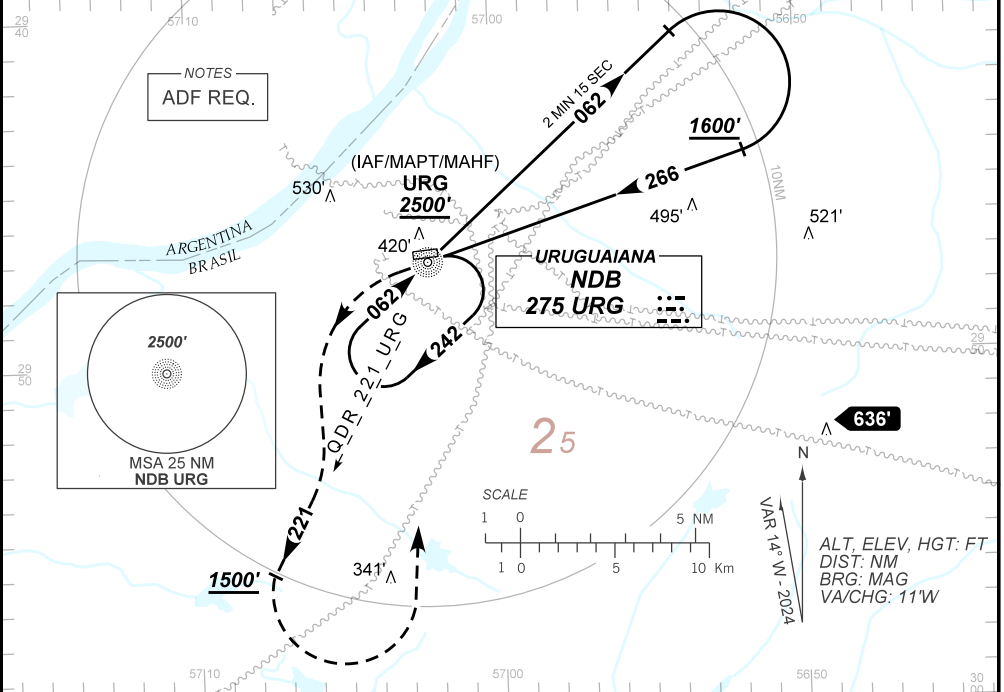 29
40
57 10
57 00
56 50
NOTES
ADF REQ.
2 MIN 15 SEC
062
1600'
(IAF/MAPT/MAHF)
URG
2500'
530'
266
10NM
495'
521'
420'
ARGENTINA
BRASIL
URUGUAIANA
NDB
275 URG
062
242
QDR 221 URG
2500'
MSA 25 NM
NDB URG
29
50
29
50
25
636'
N
VAR 14° W - 2024
SCALE
1 0 5 NM
1 0 5 10 Km
ALT, ELEV, HGT: FT
DIST: NM
BRG: MAG
VA/CHG: 11'W
221
1500'
341'
57 10
57 00
56 50
30
00